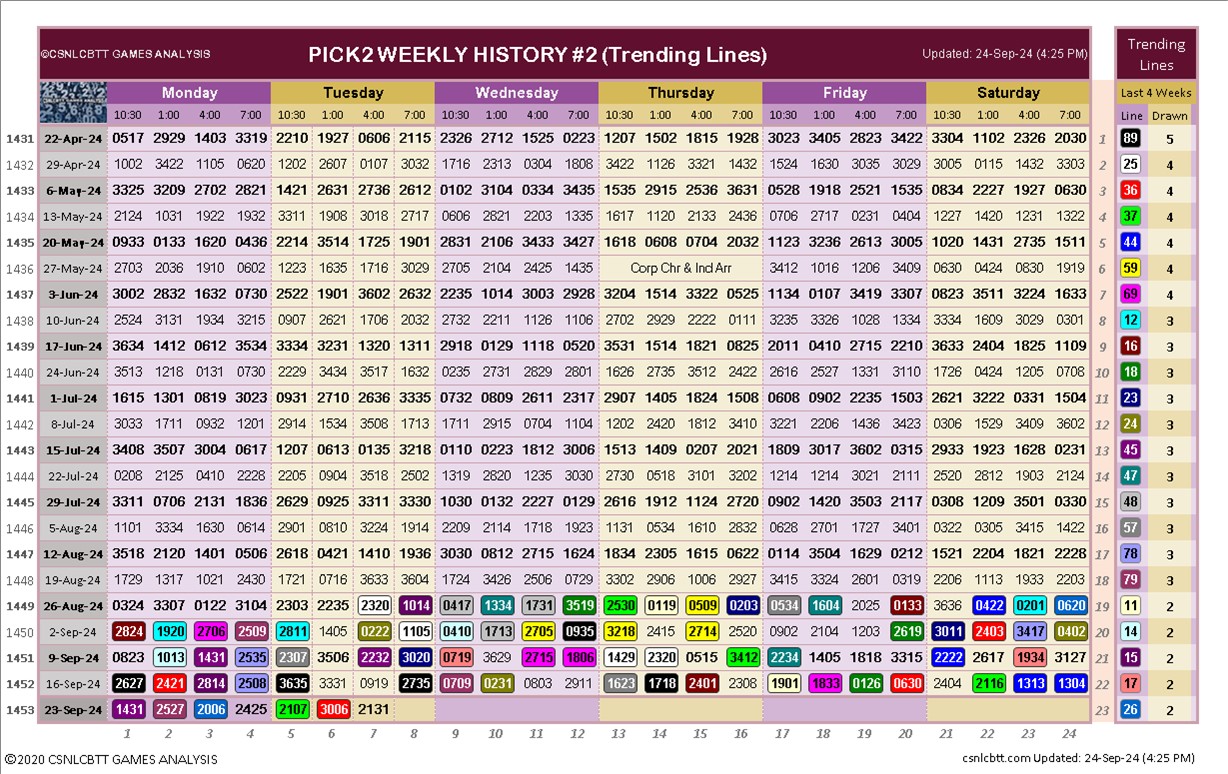 ©CSNLCBTT GAMES ANALYSIS PICK2 WEEKLY HISTORY #2 (Trending Lines) Updated: 24-Sep-24 (4:25 PM) Trending Lines
Monday Tuesday Wednesday Thursday Friday Saturday Last 4 Weeks
10:30 1:00 4:00 7:00 10:30 1:00 4:00 7:00 10:30 1:00 4:00 7:00 10:30 1:00 4:00 7:00 10:30 1:00 4:00 7:00 10:30 1:00 4:00 7:00 Line Drawn
1431 22-Apr-24 0517 2929 1403 3319 2210 1927 0606 2115 2326 2712 1525 0223 1207 1502 1815 1928 3023 3405 2823 3422 3304 1102 2326 2030 1 89 5
1432 29-Apr-24 1002 3422 1105 0620 1202 2607 0107 3032 1716 2313 0304 1808 3422 1126 3321 1432 1524 1630 3035 3029 3005 0115 1432 3303 2 25 4
1433 6-May-24 3325 3209 2702 2821 1421 2631 2736 2612 0102 3104 0334 3435 1535 2915 2536 3631 0528 1918 2521 1535 0834 2227 1927 0630 3 36 4
1434 13-May-24 2124 1031 1922 1932 3311 1908 3018 2717 0606 2821 2203 1335 1617 1120 2133 2436 0706 2717 0231 0404 1227 1420 1231 1322 4 37 4
1435 20-May-24 0933 0133 1620 0436 2214 3514 1725 1901 2831 2106 3433 3427 1618 0608 0704 2032 1123 3236 2613 3005 1020 1431 2735 1511 5 44 4
1436 27-May-24 2703 2036 1910 0602 1223 1635 1716 3029 2705 2104 2425 1435 Corp Chr & Ind Arr 3412 1016 1206 3409 0630 0424 0830 1919 6 59 4
1437 3-Jun-24 3002 2832 1632 0730 2522 1901 3602 2632 2235 1014 3003 2928 3204 1514 3322 0525 1134 0107 3419 3307 0823 3511 3224 1633 7 69 4
1438 10-Jun-24 2524 3131 1934 3215 0907 2621 1706 2032 2732 2211 1126 1106 2702 2929 2222 0111 3235 3326 1028 1334 3334 1609 3029 0301 8 12 3
1439 17-Jun-24 3634 1412 0612 3534 3334 3231 1320 1311 2918 0129 1118 0520 3531 1514 1821 0825 2011 0410 2715 2210 3633 2404 1825 1109 9 16 3
1440 24-Jun-24 3513 1218 0131 0730 2229 3434 3517 1632 0235 2731 2829 2801 1626 2735 3512 2422 2616 2527 1331 3110 1726 0424 1205 0708 10 18 3
1441 1-Jul-24 1615 1301 0819 3023 0931 2710 2636 3335 0732 0809 2611 2317 2907 1405 1824 1508 0608 0902 2235 1503 2621 3222 0331 1504 11 23 3
1442 8-Jul-24 3033 1711 0932 1201 2914 1534 3508 1713 1711 2915 0704 1104 1202 2420 1812 3410 3221 2206 1436 3423 0306 1529 3409 3602 12 24 3
1443 15-Jul-24 3408 3507 3004 0617 1207 0613 0135 3218 0110 0223 1812 3006 1513 1409 0207 2021 1809 3017 3602 0315 2933 1923 1628 0231 13 45 3
1444 22-Jul-24 0208 2125 0410 2228 2205 0904 3518 2502 1319 2820 1235 3030 2730 0518 3101 3202 1214 1214 3021 2111 2520 2812 1903 2124 14 47 3
1445 29-Jul-24 3311 0706 2131 1836 2629 0925 3311 3330 1030 0132 2227 0129 2616 1912 1124 2720 0902 1420 3503 2117 0308 1209 3501 0330 15 48 3
1446 5-Aug-24 1101 3334 1630 0614 2901 0810 3224 1914 2209 2114 1718 1923 1131 0534 1610 2832 0628 2701 1727 3401 0322 0305 3415 1422 16 57 3
1447 12-Aug-24 3518 2120 1401 0506 2618 0421 1410 1936 3030 0812 2715 1624 1834 2305 1615 0622 0114 3504 1629 0212 1521 2204 1821 2228 17 78 3
1448 19-Aug-24 1729 1317 1021 2430 1721 0716 3633 3604 1724 3426 2506 0729 3302 2906 1006 2927 3415 3324 2601 0319 2206 1113 1933 2203 18 79 3
1449 26-Aug-24 0324 3307 0122 3104 2303 2235 2320 1014 0417 1334 1731 3519 2530 0119 0509 0203 0534 1604 2025 0133 3636 0422 0201 0620 19 11 2
1450 2-Sep-24 2824 1920 2706 2509 2811 1405 0222 1105 0410 1713 2705 0935 3218 2415 2714 2520 0902 2104 1203 2619 3011 2403 3417 0402 20 14 2
1451 9-Sep-24 0823 1013 1431 2535 2307 3506 2232 3020 0719 3629 2715 1806 1429 2320 0515 3412 2234 1405 1818 3315 2222 2617 1934 3127 21 15 2
1452 16-Sep-24 2627 2421 2814 2508 3635 3331 0919 2735 0709 0231 0803 2911 1623 1718 2401 2308 1901 1833 0126 0630 2404 2116 1313 1304 22 17 2
1453 23-Sep-24 1431 2527 2006 2425 2107 3006 2131 23 26 2
1 2 3 4 5 6 7 8 9 10 11 12 13 14 15 16 17 18 19 20 21 22 23 24
©2020 CSNLCBTT GAMES ANALYSIS csnlcbtt.com Updated: 24-Sep-24 (4:25 PM)